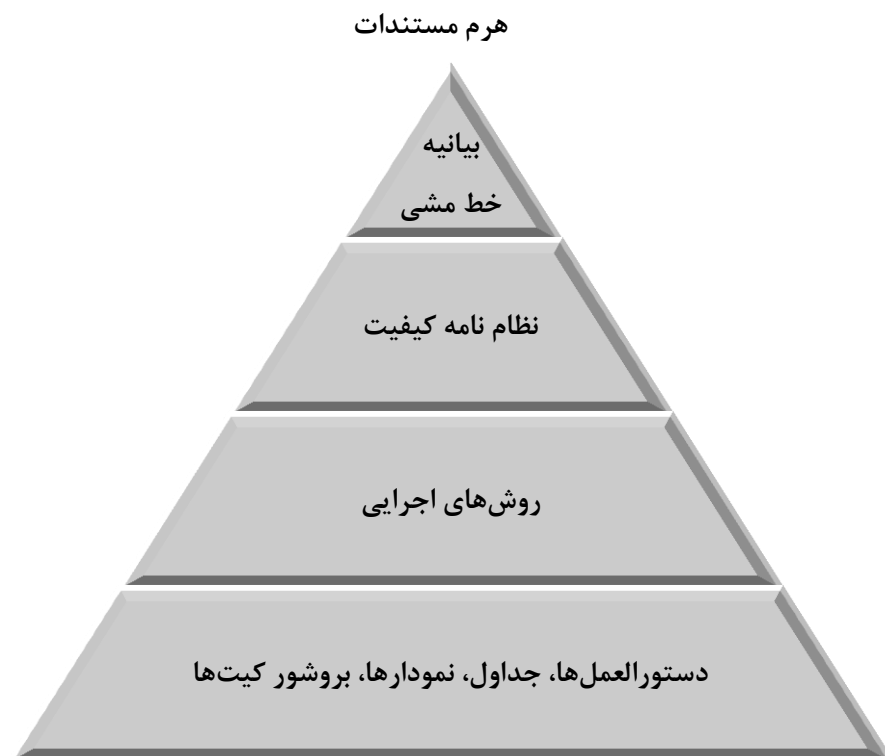 هرم مستندات
بیانیه
خط مشی
نظام نامه کیفیت
روش‌های اجرایی
دستورالعمل‌ها، جداول، نمودارها، بروشور کیت‌ها